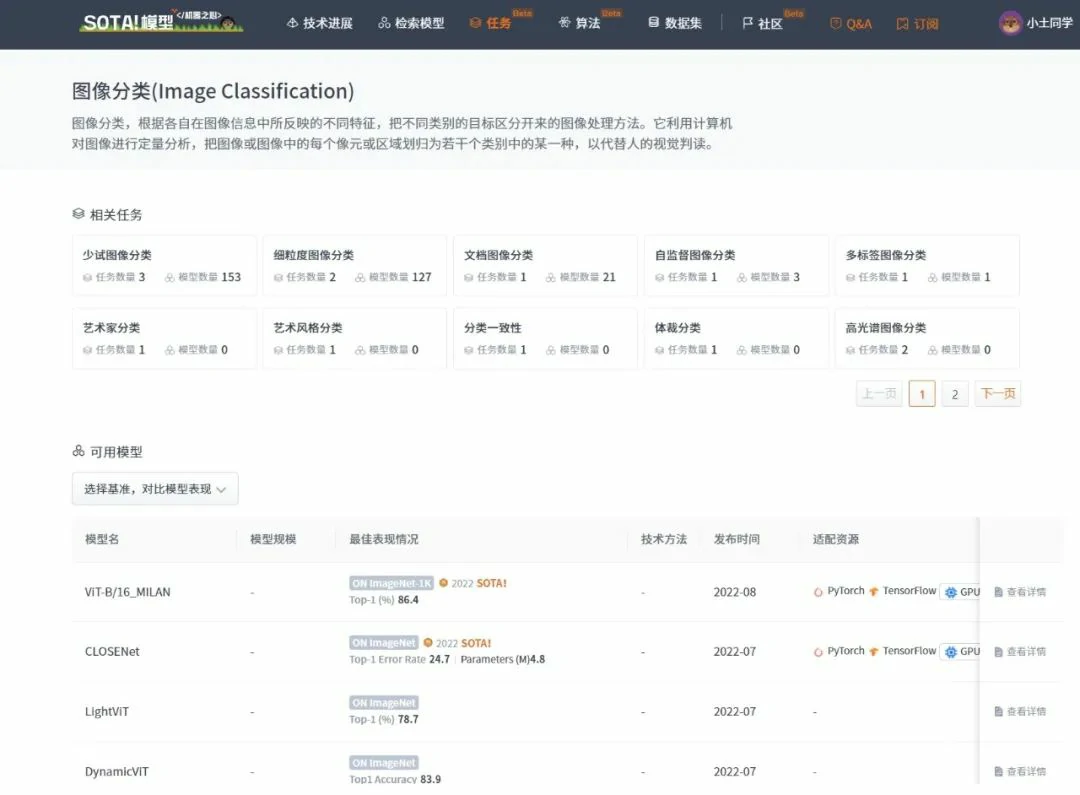 SOTA!模型 </机器之心>
技术进展 检索模型 任务 Beta 算法 Beta 数据集 社区 Beta Q&A 订阅 小土同学
图像分类(Image Classification)
图像分类，根据各自在图像信息中所反映的不同特征，把不同类别的目标区分开来的图像处理方法。它利用计算机
对图像进行定量分析，把图像或图像中的每个像元或区域划归为若干个类别中的某一种，以代替人的视觉判读。
相关任务
少试图像分类 细粒度图像分类 文档图像分类 自监督图像分类 多标签图像分类
任务数量 3 模型数量 153 任务数量 2 模型数量 127 任务数量 1 模型数量 21 任务数量 1 模型数量 3 任务数量 1 模型数量 1
艺术家分类 艺术风格分类 分类一致性 体裁分类 高光谱图像分类
任务数量 1 模型数量 0 任务数量 1 模型数量 0 任务数量 1 模型数量 0 任务数量 1 模型数量 0 任务数量 2 模型数量 0
上一页 1 2 下一页
可用模型
选择基准，对比模型表现
模型名 模型规模 最佳表现情况 技术方法 发布时间 适配资源
ViT-B/16_MILAN - ON ImageNet-1K 2022 SOTA! - 2022-08 PyTorch TensorFlow GPU 查看详情
Top-1 (%) 86.4
CLOSENet - ON ImageNet 2022 SOTA! - 2022-07 PyTorch TensorFlow GPU 查看详情
Top-1 Error Rate 24.7 Parameters (M)4.8
LightViT - ON ImageNet - 2022-07 - 查看详情
Top-1 (%) 78.7
DynamicViT - ON ImageNet - 2022-07 - 查看详情
Top1 Accuracy 83.9